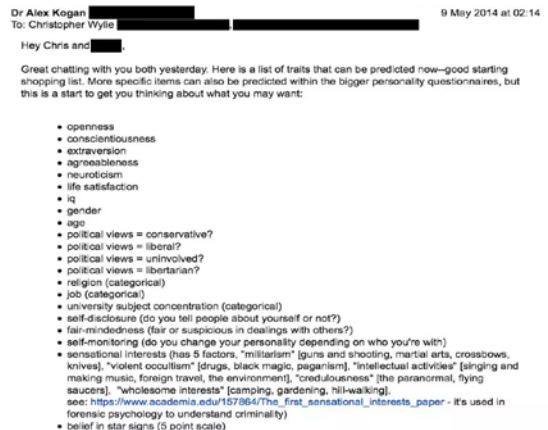 Dr Alex Kogan
9 May 2014 at 02:14
To: Christopher Wylie
Hey Chris and
Great chatting with you both yesterday. Here is a list of traits that can be predicted now--good starting
shopping list. More specific items can also be predicted within the bigger personality questionnaires, but
this is a start to get you thinking about what you may want:
• openness
• conscientiousness
• extraversion
• agreeableness
• neuroticism
• life satisfaction
• iq
• gender
• age
• political views = conservative?
• political views = liberal?
• political views = uninvolved?
• political views = libertarian?
• religion (categorical)
• job (categorical)
• university subject concentration (categorical)
• self-disclosure (do you tell people about yourself or not?)
• fair-mindedness (fair or suspicious in dealings with others?)
• self-monitoring (do you change your personality depending on who you're with)
• sensational interests (has 5 factors, "militarism" [guns and shooting, martial arts, crossbows,
knives], "violent occultism" [drugs, black magic, paganism], "intellectual activities" [singing and
making music, foreign travel, the environment], "credulousness" [the paranormal, flying
saucers], "wholesome interests" [camping, gardening, hill-walking].
see: https://www.academia.edu/157864/The_first_sensational_interests_paper - it's used in
forensic psychology to understand criminality)
• belief in star signs (5 point scale)